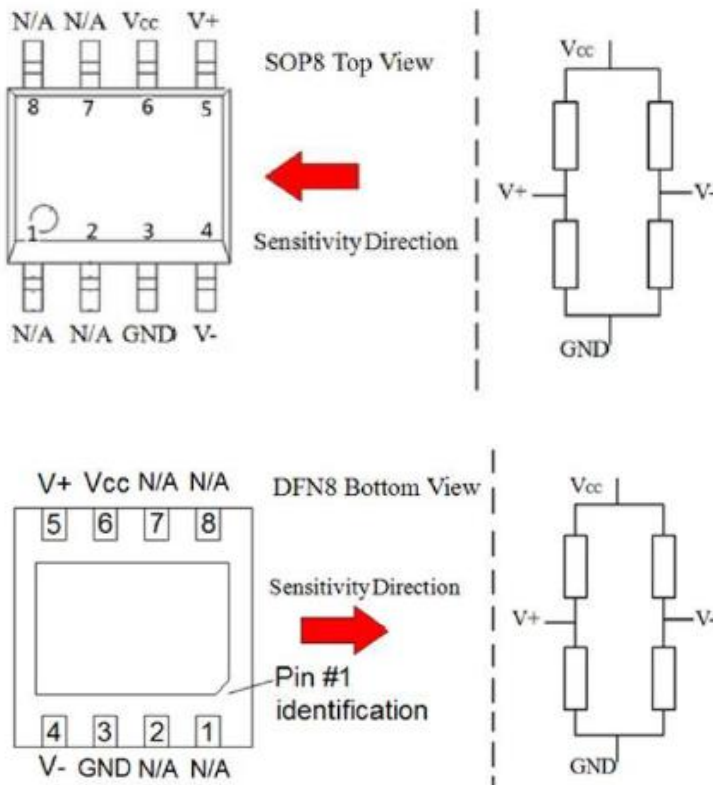 N/A N/A Vcc V+
8 7 6 5
SOP8 Top View
1 2 3 4
Sensitivity Direction
N/A N/A GND V-
Vcc
V+ V-
GND
V+ Vcc N/A N/A
5 6 7 8
DFN8 Bottom View
Sensitivity Direction
Pin #1
identification
4 3 2 1
V- GND N/A N/A
Vcc
V+ V-
GND